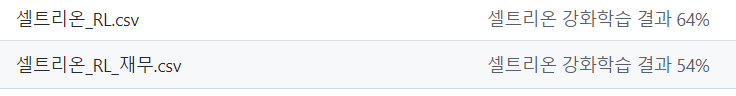 셀트리온_RL.csv 셀트리온 강화학습 결과 64%
셀트리온_RL_재무.csv 셀트리온 강화학습 결과 54%